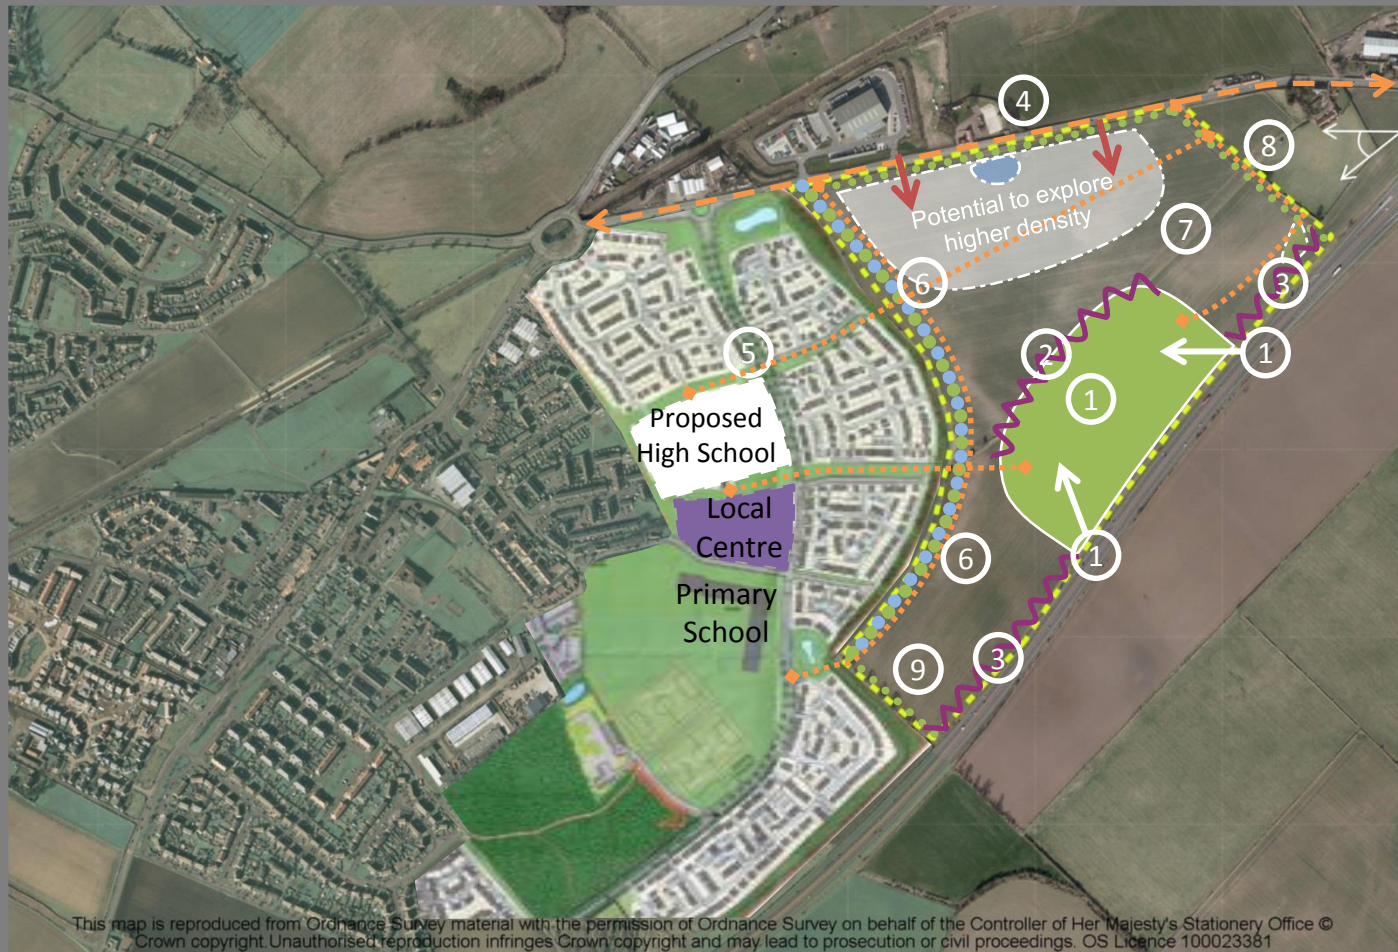 4
8
Potential to explore
higher density
7
6
3
5
2
1
1
Proposed
High School
Local
Centre
6
1
Primary
School
9
3
This map is reproduced from Ordnance Survey material with the permission of Ordnance Survey on behalf of the Controller of Her Majesty's Stationery Office ©
Crown copyright.Unauthorised reproduction infringes Crown copyright and may lead to prosecution or civil proceedings. OS Licence 100023381